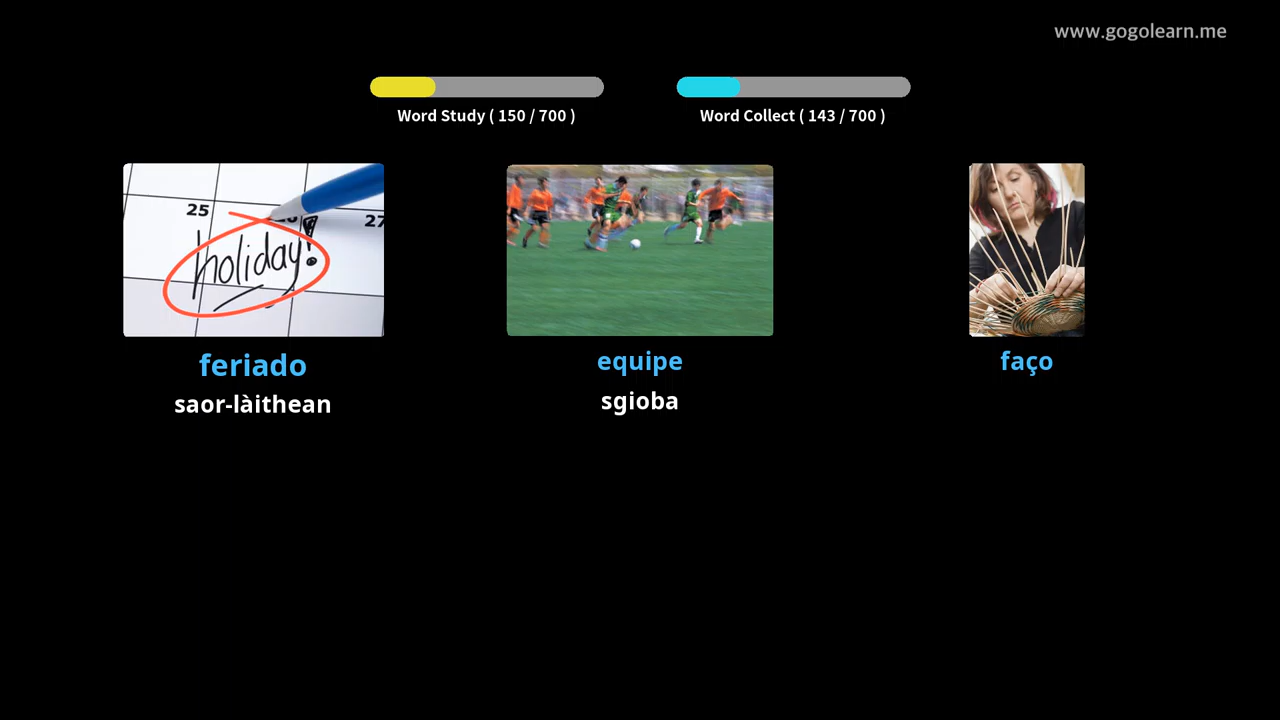 www.gogolearn.me
Word Study ( 150 / 700 )
Word Collect ( 143 / 700 )
25
27
holiday!
feriado
equipe
faço
saor-làithean
sgioba